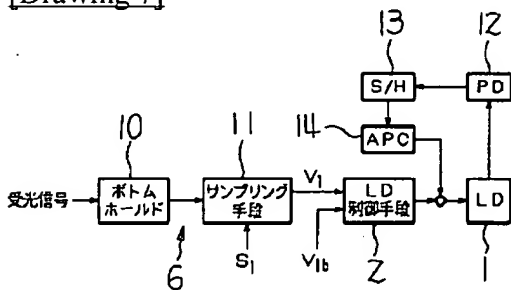 [Drawing 7]
13
12
S/H
PD
14
APC
10
11
受光信号
ボトム
ホールド
サンプリング
手段
V1
LD
制御手段
LD
6
S1
V1b
2
1